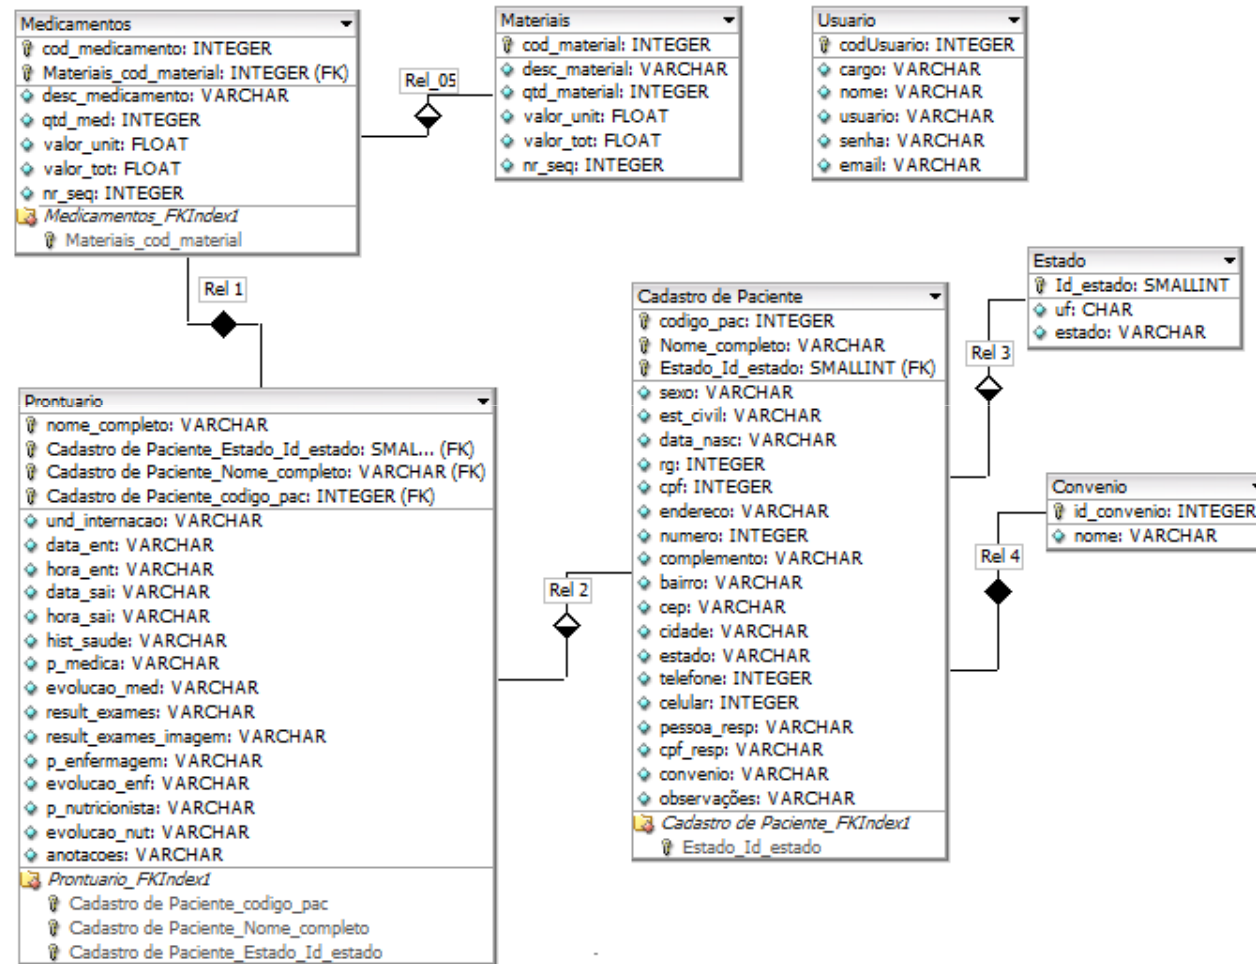 Medicamentos
cod_medicamento: INTEGER
Materiais_cod_material: INTEGER (FK)
desc_medicamento: VARCHAR
qtd_med: INTEGER
valor_unit: FLOAT
valor_tot: FLOAT
nr_seq: INTEGER
Medicamentos_FKIndex1
Materiais_cod_material
Rel_05
Materiais
cod_material: INTEGER
desc_material: VARCHAR
qtd_material: INTEGER
valor_unit: FLOAT
valor_tot: FLOAT
nr_seq: INTEGER
Usuario
codUsuario: INTEGER
cargo: VARCHAR
nome: VARCHAR
usuario: VARCHAR
senha: VARCHAR
email: VARCHAR
Rel 1
Prontuario
nome_completo: VARCHAR
Cadastro de Paciente_Estado_Id_estado: SMAL... (FK)
Cadastro de Paciente_Nome_completo: VARCHAR (FK)
Cadastro de Paciente_codigo_pac: INTEGER (FK)
und_internacao: VARCHAR
data_ent: VARCHAR
hora_ent: VARCHAR
data_sai: VARCHAR
hora_sai: VARCHAR
hist_saude: VARCHAR
p_medica: VARCHAR
evolucao_med: VARCHAR
result_exames: VARCHAR
result_exames_imagem: VARCHAR
p_enfermagem: VARCHAR
evolucao_enf: VARCHAR
p_nutricionista: VARCHAR
evolucao_nut: VARCHAR
anotacoes: VARCHAR
Prontuario_FKIndex1
Cadastro de Paciente_codigo_pac
Cadastro de Paciente_Nome_completo
Cadastro de Paciente_Estado_Id_estado
Rel 2
Cadastro de Paciente
codigo_pac: INTEGER
Nome_completo: VARCHAR
Estado_Id_estado: SMALLINT (FK)
sexo: VARCHAR
est_civil: VARCHAR
data_nasc: VARCHAR
rg: INTEGER
cpf: INTEGER
endereco: VARCHAR
numero: INTEGER
complemento: VARCHAR
bairro: VARCHAR
cep: VARCHAR
cidade: VARCHAR
estado: VARCHAR
telefone: INTEGER
celular: INTEGER
pessoa_resp: VARCHAR
cpf_resp: VARCHAR
convenio: VARCHAR
observações: VARCHAR
Cadastro de Paciente_FKIndex1
Estado_Id_estado
Rel 3
Estado
Id_estado: SMALLINT
uf: CHAR
estado: VARCHAR
Rel 4
Convenio
id_convenio: INTEGER
nome: VARCHAR